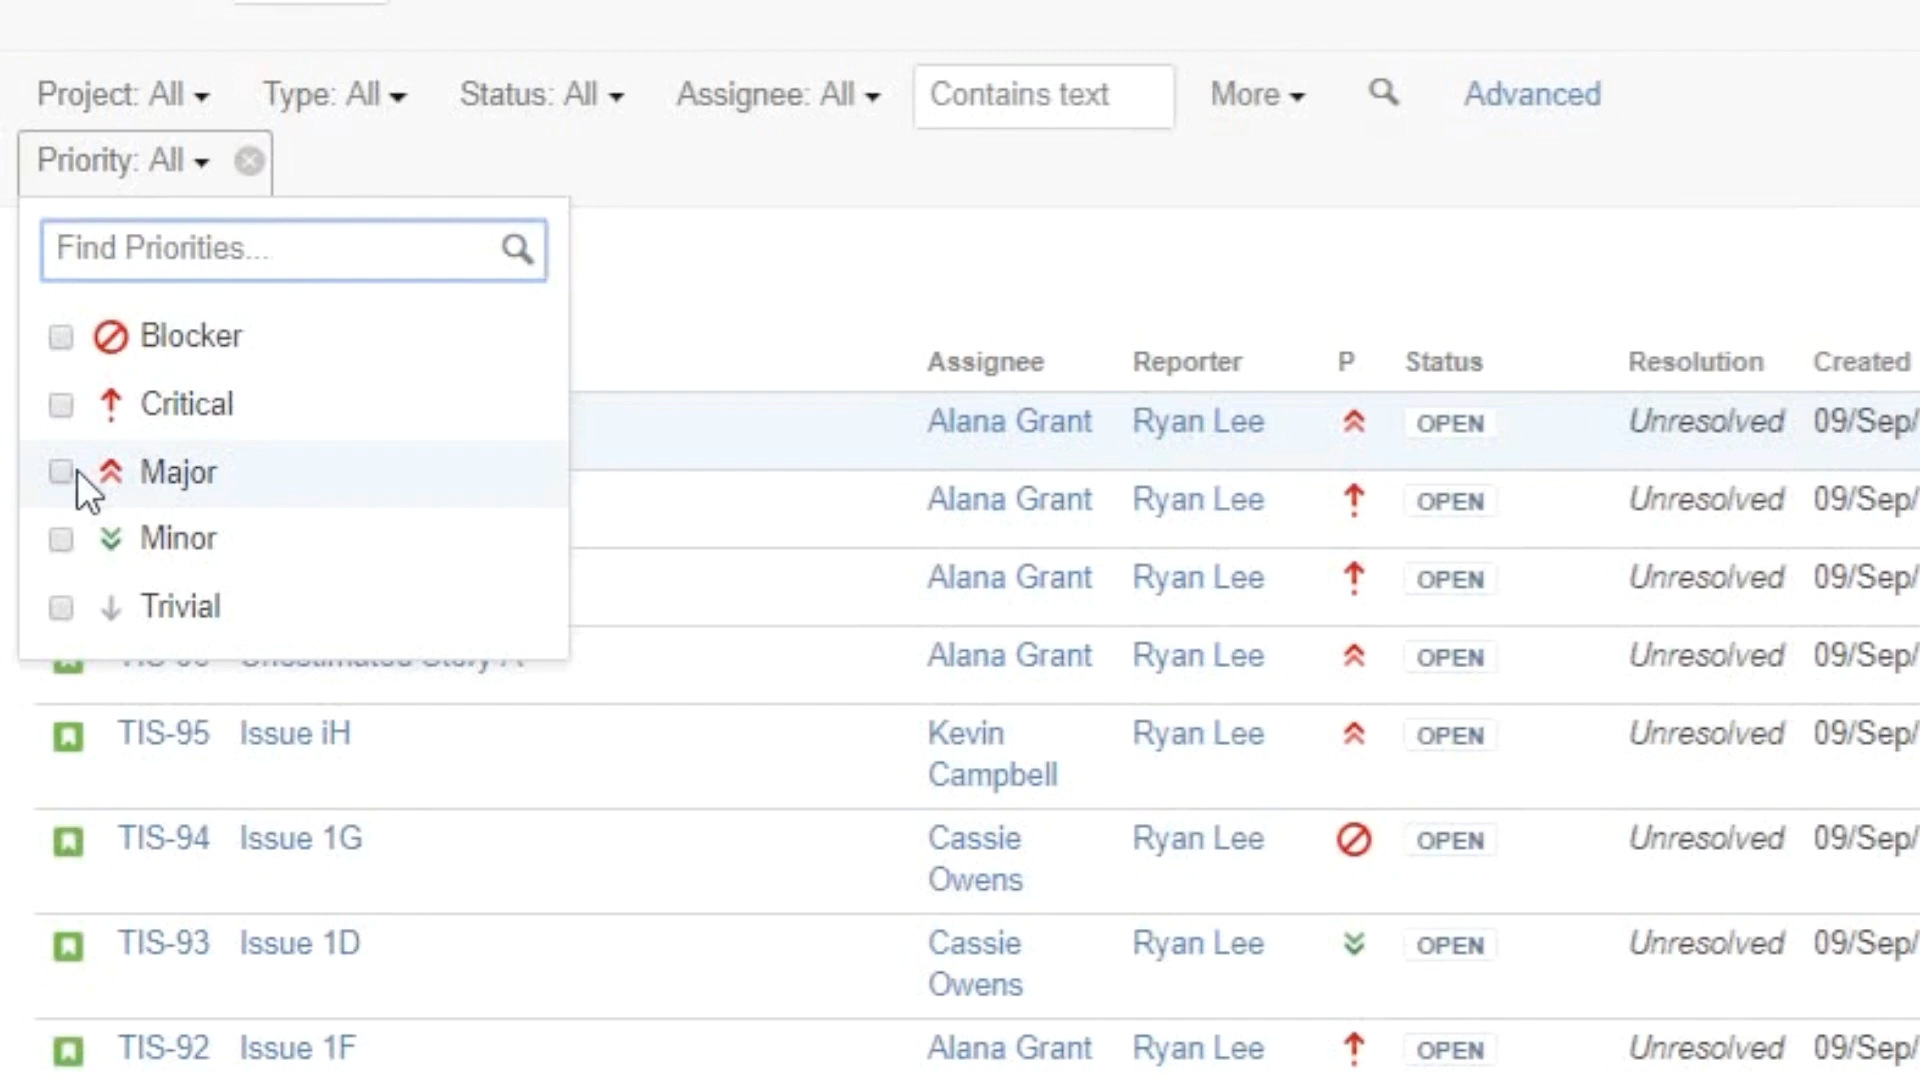 Project: All Type: All Status: All Assignee: All Contains text More Advanced
Priority: All
Find Priorities...
Blocker
Critical
Major
Minor
Trivial
Assignee Reporter P Status Resolution Created
Alana Grant Ryan Lee OPEN Unresolved 09/Sep/
Alana Grant Ryan Lee OPEN Unresolved 09/Sep/
Alana Grant Ryan Lee OPEN Unresolved 09/Sep/
Alana Grant Ryan Lee OPEN Unresolved 09/Sep/
TIS-95 Issue iH Kevin Campbell Ryan Lee OPEN Unresolved 09/Sep/
TIS-94 Issue 1G Cassie Owens Ryan Lee OPEN Unresolved 09/Sep/
TIS-93 Issue 1D Cassie Owens Ryan Lee OPEN Unresolved 09/Sep/
TIS-92 Issue 1F Alana Grant Ryan Lee OPEN Unresolved 09/Sep/